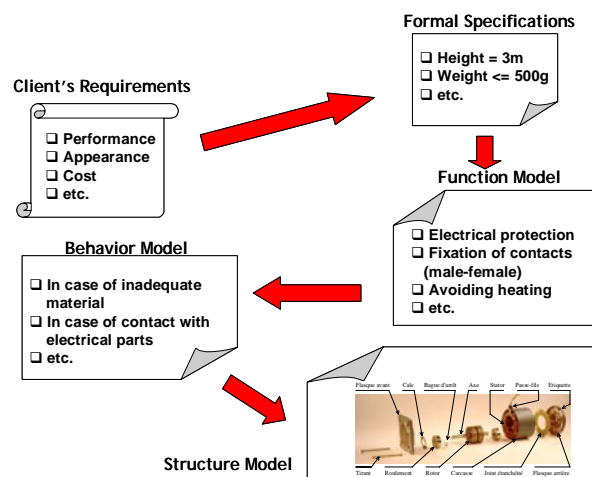 Formal Specifications
❑ Height = 3m
❑ Weight <= 500g
❑ etc.
Client's Requirements
❑ Performance
❑ Appearance
❑ Cost
❑ etc.
Function Model
❑ Electrical protection
❑ Fixation of contacts
(male-female)
❑ Avoiding heating
❑ etc.
Behavior Model
❑ In case of inadequate
material
❑ In case of contact with
electrical parts
❑ etc.
Structure Model
Flasque avant Cale Bague d'arrêt Axe Stator Passe-fils Etiquette
Tirant Roulement Rotor Carcasse Joint étanchéité Flasque arrière